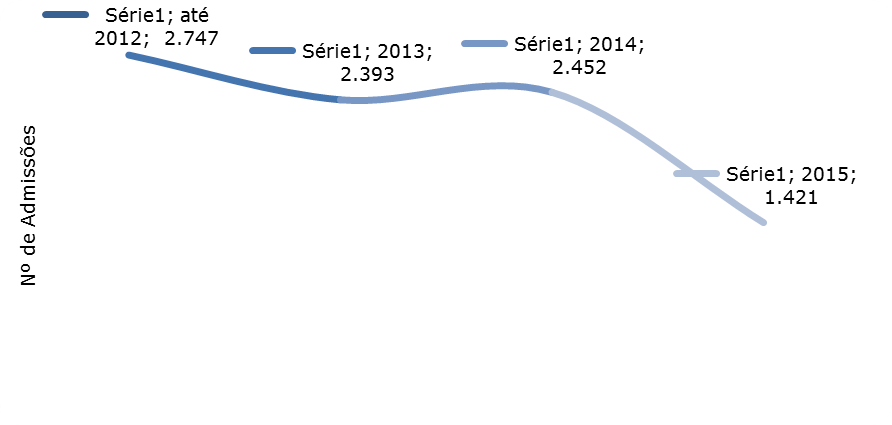 Série1; até
2012;  2.747
Série1; 2013;
2.393
Série1; 2014;
2.452
Série1; 2015;
1.421
Nº de Admissões